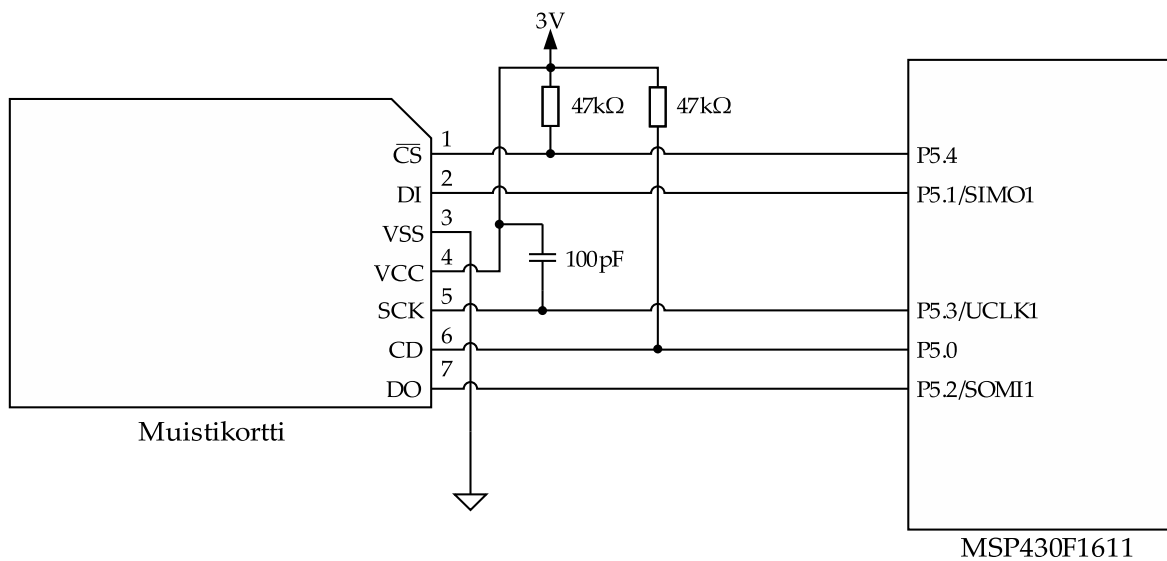 3V
47kΩ 47kΩ
1
C̅S̅ P5.4
2
DI P5.1/SIMO1
3
VSS
4
VCC 100pF
5
SCK P5.3/UCLK1
6
CD P5.0
7
DO P5.2/SOMI1
Muistikortti
MSP430F1611